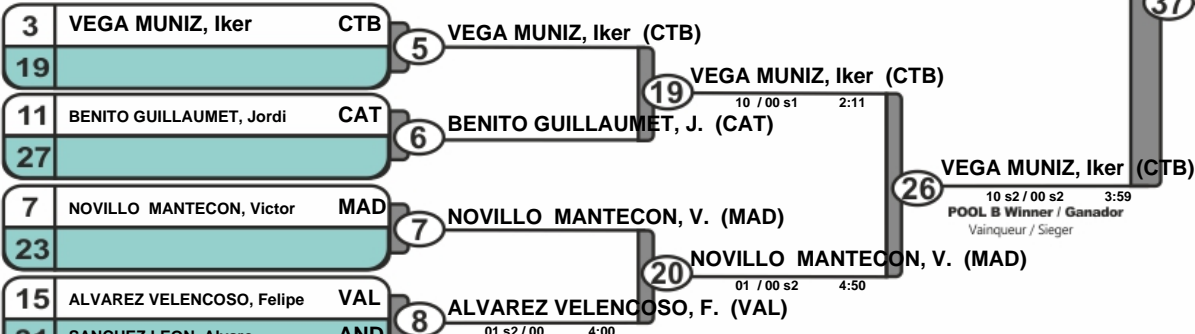 37
3 VEGA MUNIZ, Iker CTB
19
5
VEGA MUNIZ, Iker (CTB)
19
VEGA MUNIZ, Iker (CTB)
10 / 00 s1 2:11
11 BENITO GUILLAUMET, Jordi CAT
27
6
BENITO GUILLAUMET, J. (CAT)
26
VEGA MUNIZ, Iker (CTB)
10 s2 / 00 s2 3:59
POOL B Winner / Ganador
Vainqueur / Sieger
7 NOVILLO MANTECON, Victor MAD
23
7
NOVILLO MANTECON, V. (MAD)
20
NOVILLO MANTECON, V. (MAD)
01 / 00 s2 4:50
15 ALVAREZ VELENCOSO, Felipe VAL
8
ALVAREZ VELENCOSO, F. (VAL)
01 s2 / 00 4:00